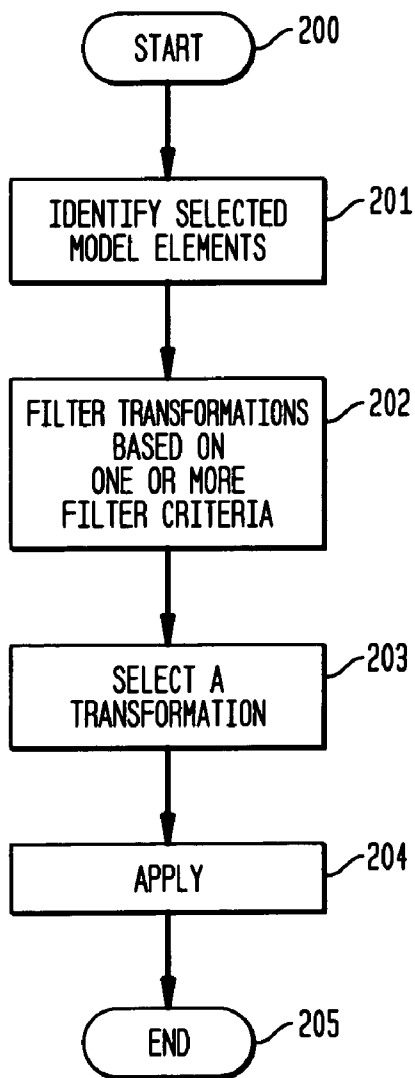 START
200
IDENTIFY SELECTED
MODEL ELEMENTS
201
FILTER TRANSFORMATIONS
BASED ON
ONE OR MORE
FILTER CRITERIA
202
SELECT A
TRANSFORMATION
203
APPLY
204
END
205